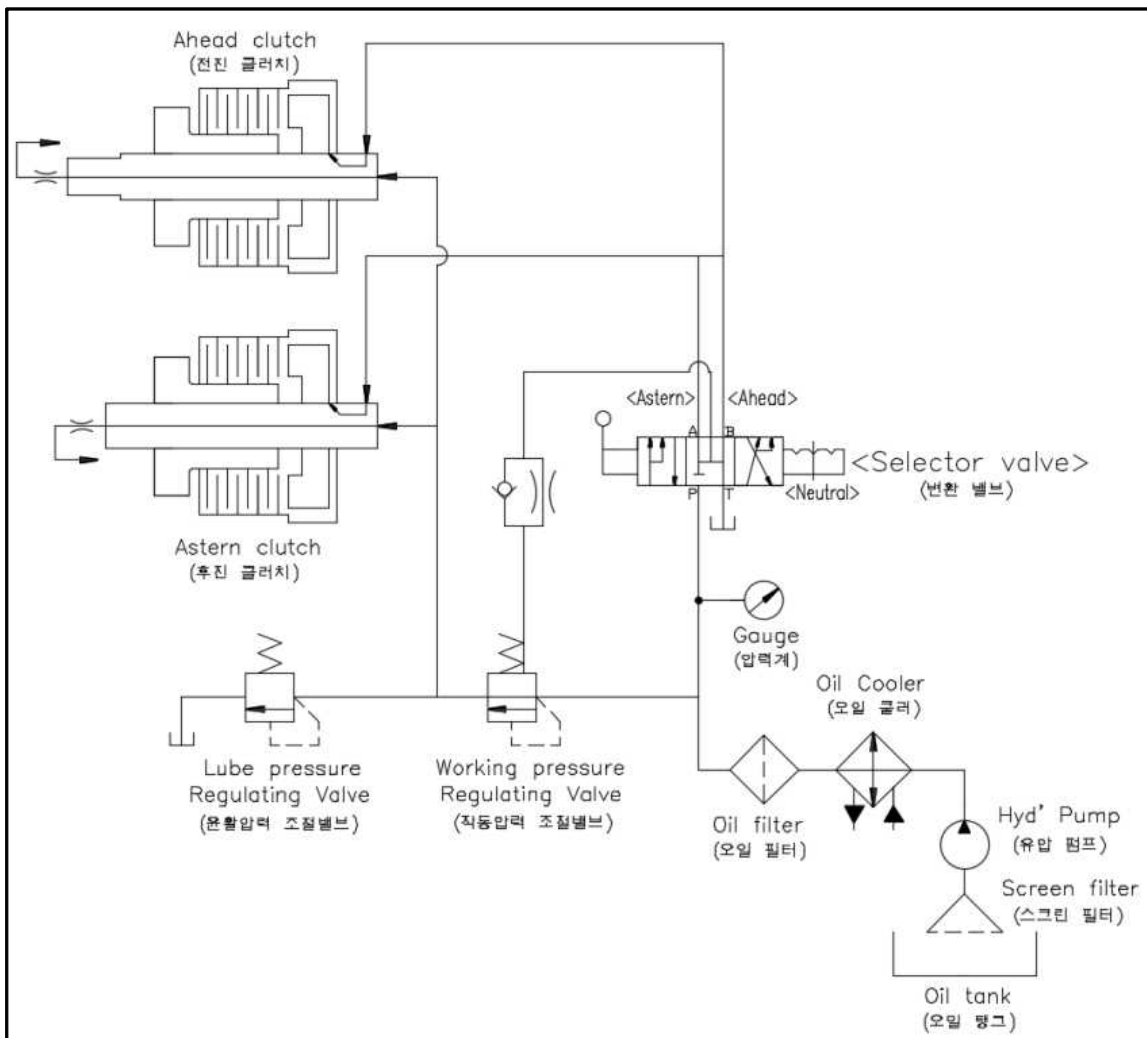 Ahead clutch
(전진 클러치)
<Astern>
<Ahead>
A
B
P
T
<Neutral>
<Selector valve>
(변환 밸브)
Astern clutch
(후진 클러치)
Gauge
(압력계)
Oil Cooler
(오일 쿨러)
Lube pressure
Regulating Valve
(윤활압력 조절밸브)
Working pressure
Regulating Valve
(작동압력 조절밸브)
Oil filter
(오일 필터)
Hyd' Pump
(유압 펌프)
Screen filter
(스크린 필터)
Oil tank
(오일 탱크)